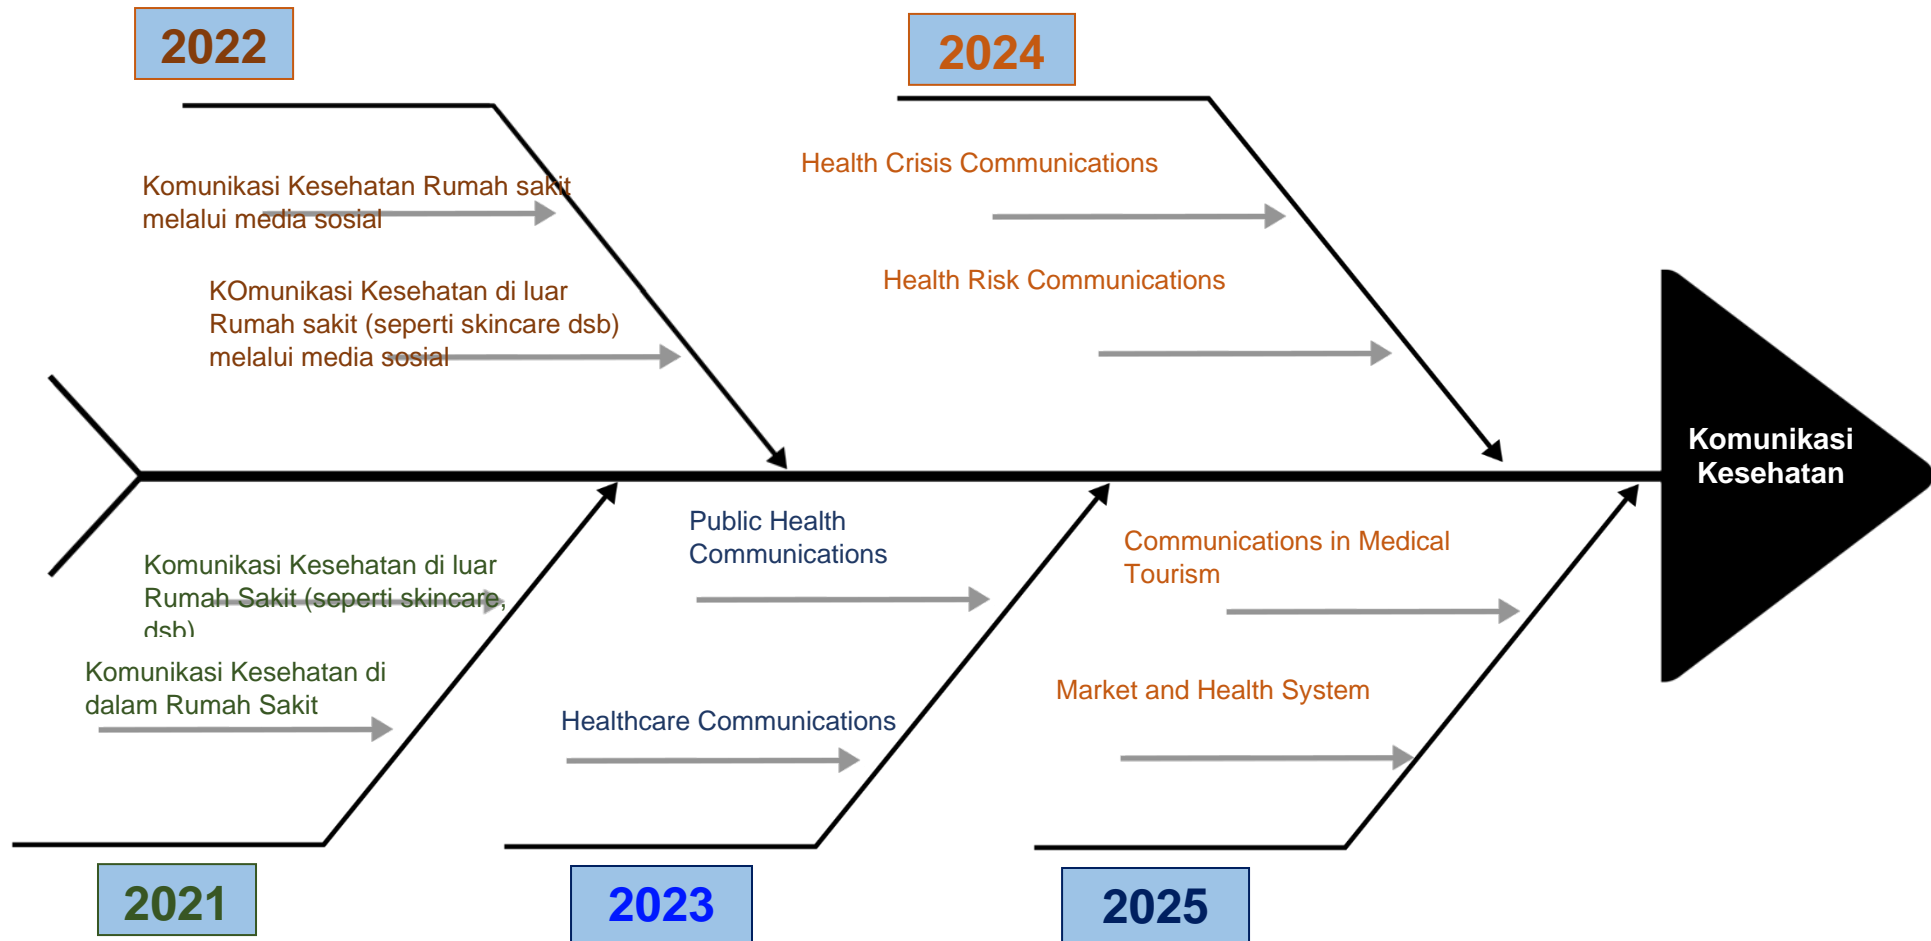 2022
2024
Health Crisis Communications
Komunikasi Kesehatan Rumah sakit
melalui media sosial
Health Risk Communications
KOmunikasi Kesehatan di luar
Rumah sakit (seperti skincare dsb)
melalui media sosial
Komunikasi
Kesehatan
Public Health
Communications
Communications in Medical
Tourism
Komunikasi Kesehatan di luar
Rumah Sakit (seperti skincare,
dsb)
Komunikasi Kesehatan di
dalam Rumah Sakit
Market and Health System
Healthcare Communications
2021
2023
2025